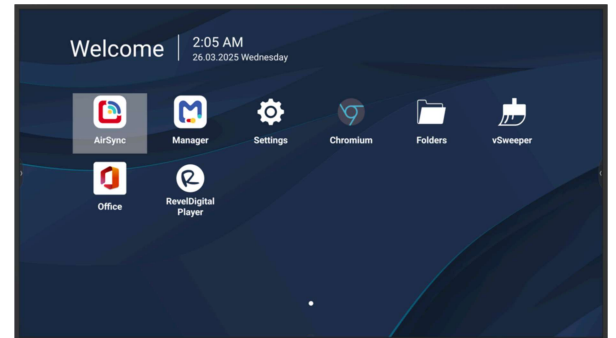 Welcome
2:05 AM
26.03.2025 Wednesday
AirSync
Manager
Settings
Chromium
Folders
vSweeper
Office
RevelDigital
Player